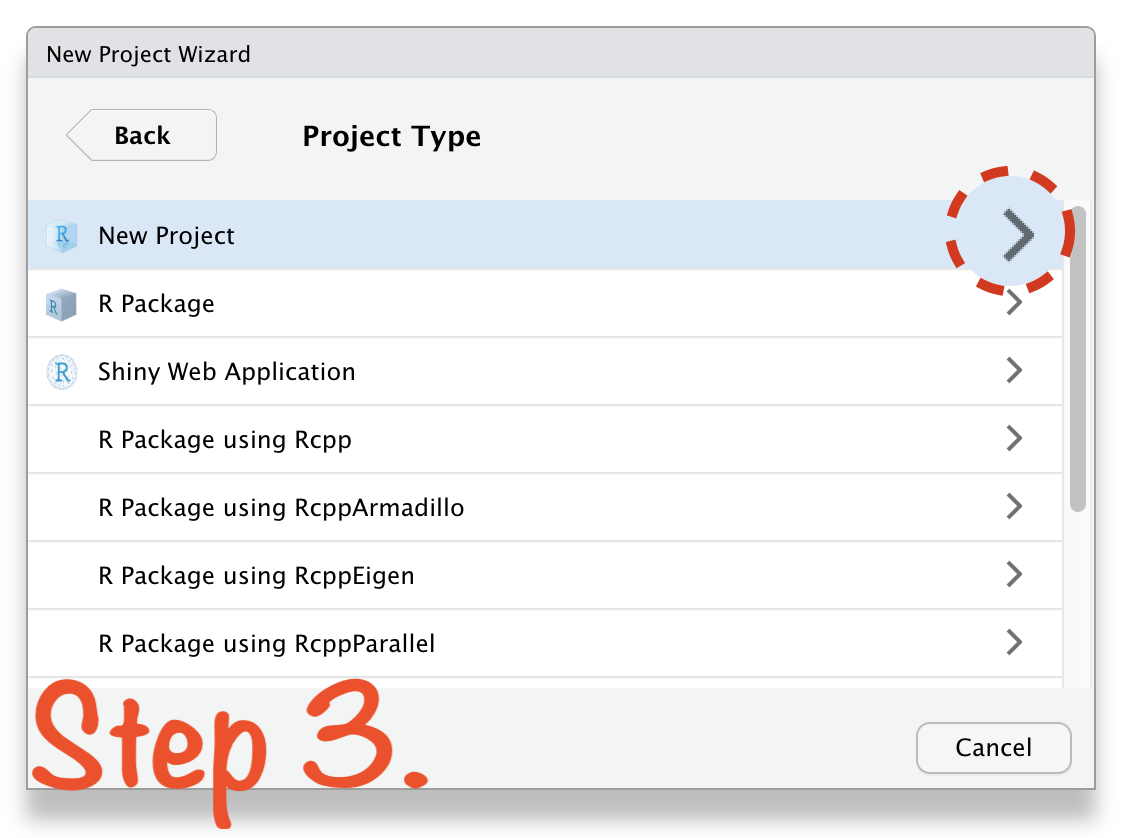 New Project Wizard
Back
Project Type
R New Project
R R Package
R Shiny Web Application
R Package using Rcpp
R Package using RcppArmadillo
R Package using RcppEigen
R Package using RcppParallel
Step 3.
Cancel